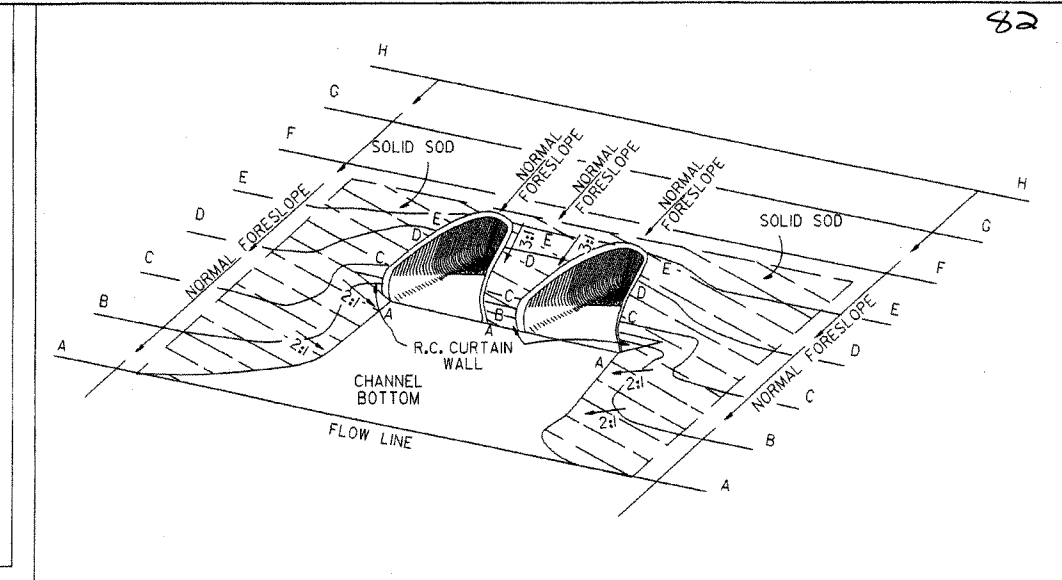 82
H
G
F
E
D
C
B
A
SOLID SOD
NORMAL
FORESLOPE
NORMAL
FORESLOPE
NORMAL
FORESLOPE
NORMAL FORESLOPE
SOLID SOD
H
G
F
E
D
C
B
A
E
D
C
A
3:1
E
D
C
B
A
3:1
E
D
C
A
2:1
2:1
R.C. CURTAIN
WALL
CHANNEL
BOTTOM
FLOW LINE
2:1
2:1
NORMAL FORESLOPE